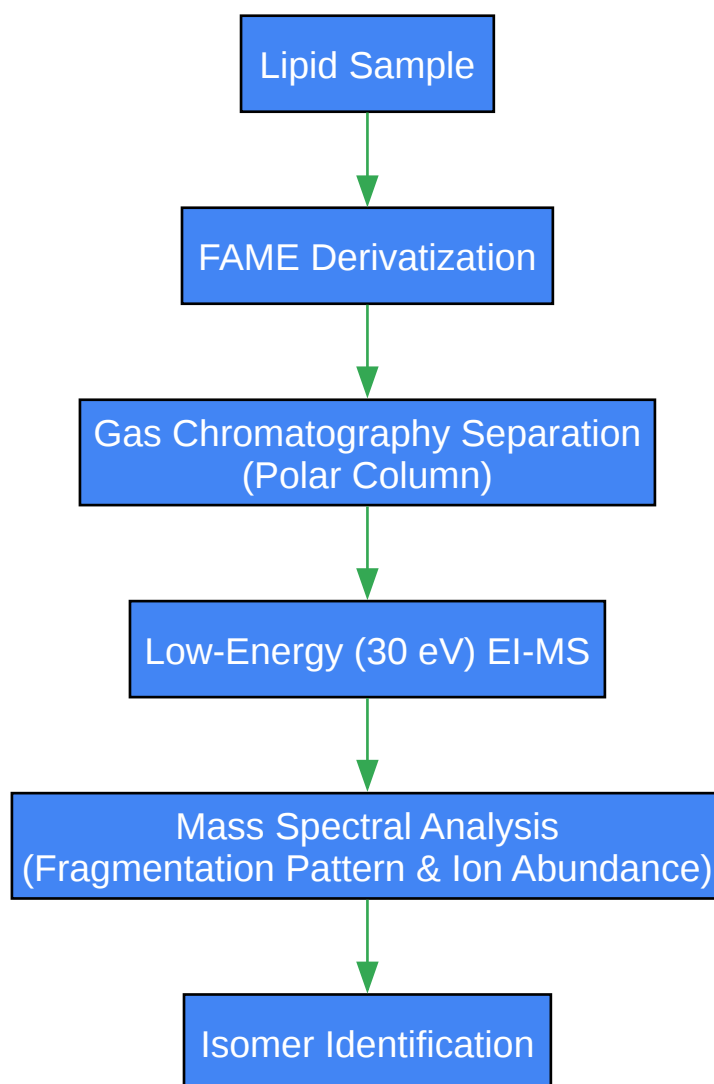 Lipid Sample
FAME Derivatization
Gas Chromatography Separation
(Polar Column)
Low-Energy (30 eV) EI-MS
Mass Spectral Analysis
(Fragmentation Pattern & Ion Abundance)
Isomer Identification